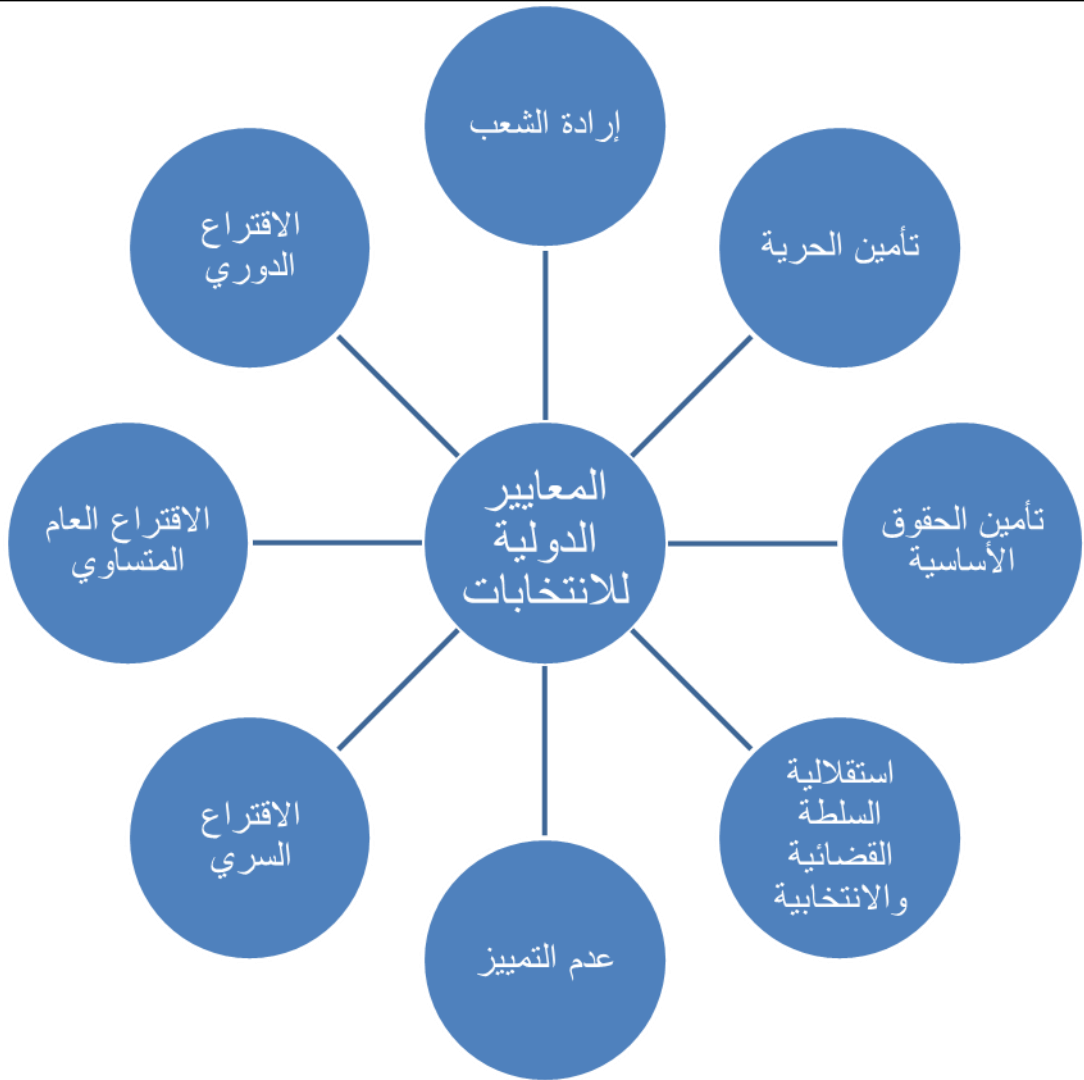 إرادة الشعب
تأمين الحرية
تأمين الحقوق
الأساسية
استقلالية
السلطة
القضائية
والانتخابية
عدم التمييز
الاقتراع
السري
الاقتراع العام
المتساوي
الاقتراع
الدوري
المعايير
الدولية
للانتخابات